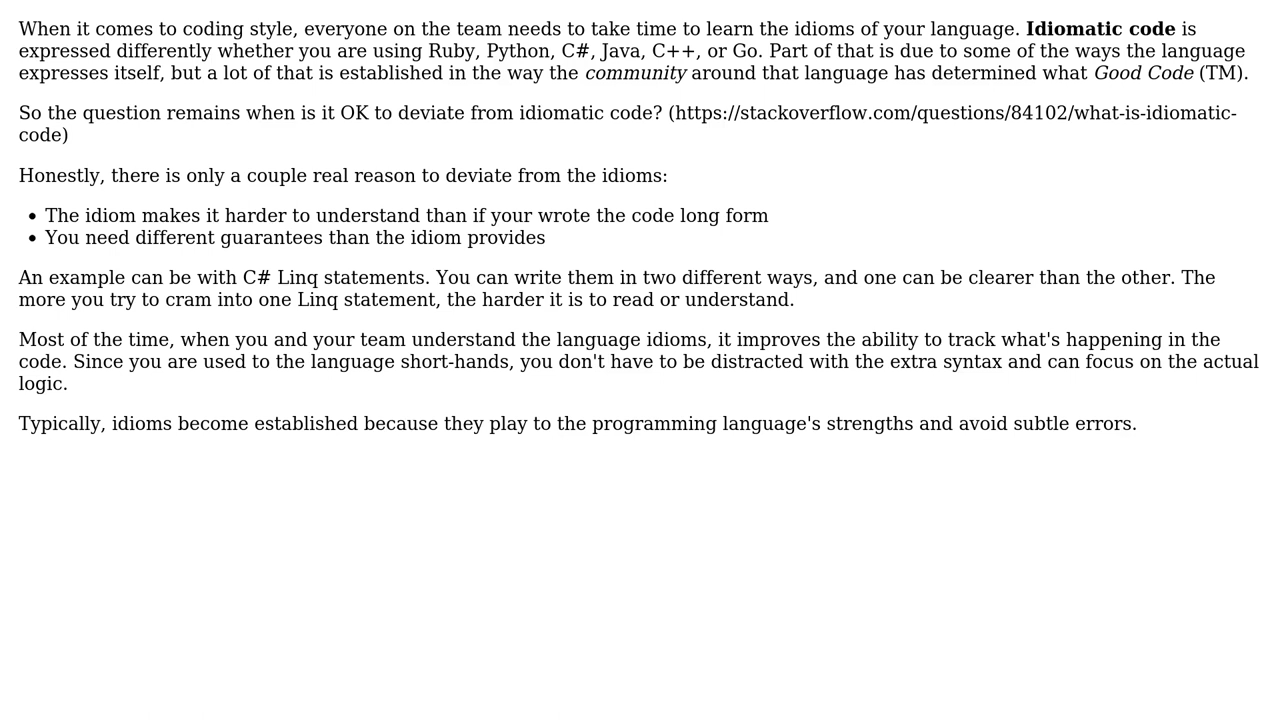 When it comes to coding style, everyone on the team needs to take time to learn the idioms of your language. Idiomatic code is
expressed differently whether you are using Ruby, Python, C#, Java, C++, or Go. Part of that is due to some of the ways the language
expresses itself, but a lot of that is established in the way the community around that language has determined what Good Code (TM).
So the question remains when is it OK to deviate from idiomatic code? (https://stackoverflow.com/questions/84102/what-is-idiomatic-
code)
Honestly, there is only a couple real reason to deviate from the idioms:
• The idiom makes it harder to understand than if your wrote the code long form
• You need different guarantees than the idiom provides
An example can be with C# Linq statements. You can write them in two different ways, and one can be clearer than the other. The
more you try to cram into one Linq statement, the harder it is to read or understand.
Most of the time, when you and your team understand the language idioms, it improves the ability to track what's happening in the
code. Since you are used to the language short-hands, you don't have to be distracted with the extra syntax and can focus on the actual
logic.
Typically, idioms become established because they play to the programming language's strengths and avoid subtle errors.